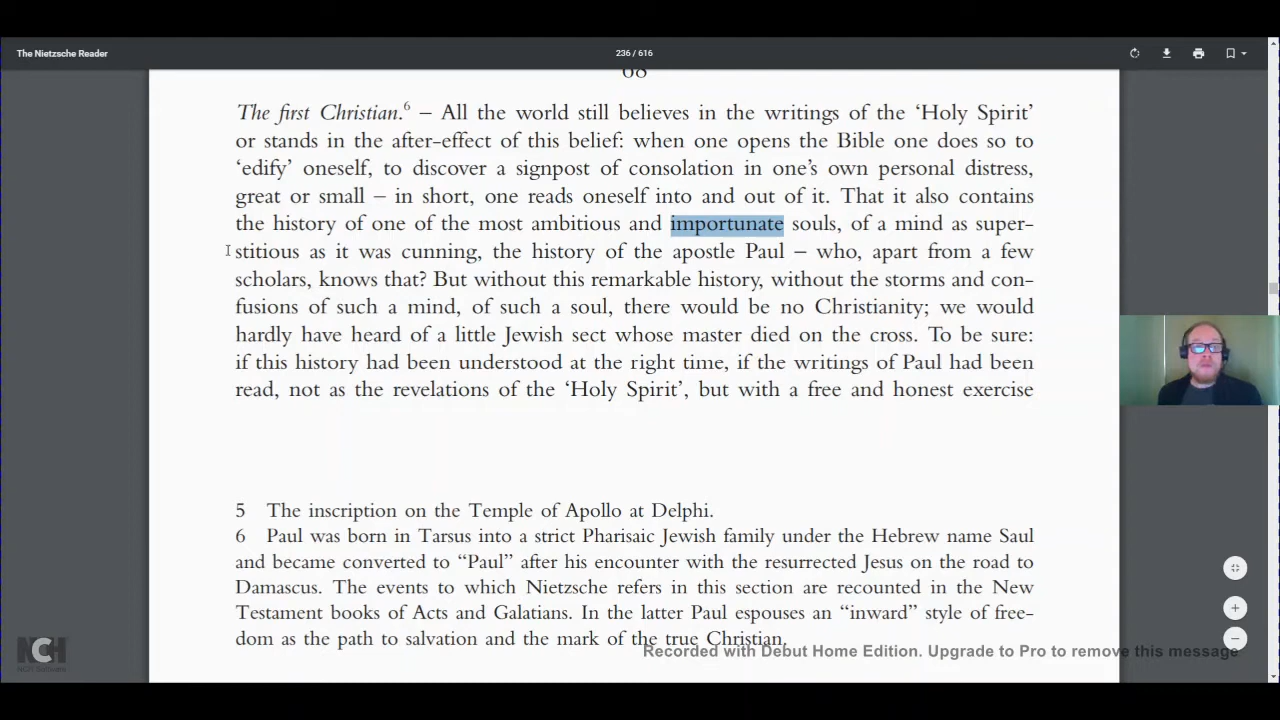 The Nietzsche Reader
236 / 616
68
The first Christian.6 – All the world still believes in the writings of the ‘Holy Spirit’
or stands in the after-effect of this belief: when one opens the Bible one does so to
‘edify’ oneself, to discover a signpost of consolation in one’s own personal distress,
great or small – in short, one reads oneself into and out of it. That it also contains
the history of one of the most ambitious and importunate souls, of a mind as super-
stitious as it was cunning, the history of the apostle Paul – who, apart from a few
scholars, knows that? But without this remarkable history, without the storms and con-
fusions of such a mind, of such a soul, there would be no Christianity; we would
hardly have heard of a little Jewish sect whose master died on the cross. To be sure:
if this history had been understood at the right time, if the writings of Paul had been
read, not as the revelations of the ‘Holy Spirit’, but with a free and honest exercise
5 The inscription on the Temple of Apollo at Delphi.
6 Paul was born in Tarsus into a strict Pharisaic Jewish family under the Hebrew name Saul
and became converted to “Paul” after his encounter with the resurrected Jesus on the road to
Damascus. The events to which Nietzsche refers in this section are recounted in the New
Testament books of Acts and Galatians. In the latter Paul espouses an “inward” style of free-
dom as the path to salvation and the mark of the true Christian.
Recorded with Debut Home Edition. Upgrade to Pro to remove this message
NCH